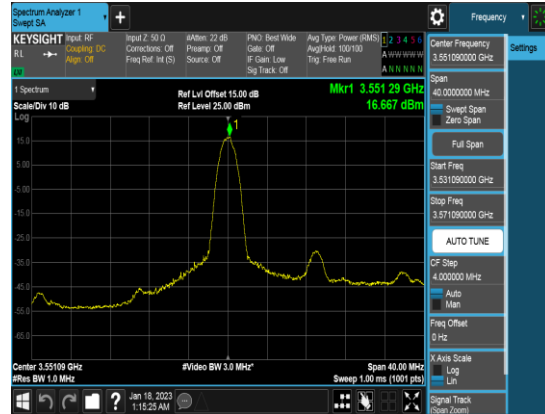 Spectrum Analyzer 1
Swept SA
Frequency
KEYSIGHT
RL
Input: RF
Coupling: DC
Align: Off
Input Z: 50 Ω
Corrections: Off
Freq Ref: Int (S)
#Atten: 22 dB
Preamp: Off
Source: Off
PNO: Best Wide
Gate: Off
IF Gain: Low
Sig Track: Off
Avg Type: Power (RMS)
Avg|Hold: 100/100
Trig: Free Run
1 2 3 4 5 6
A W W W W W
A N N N N N
1 Spectrum
Scale/Div 10 dB
Log
Ref Lvl Offset 15.00 dB
Ref Level 25.00 dBm
Mkr1 3.551 29 GHz
16.667 dBm
1
15.0
5.00
-5.00
-15.0
-25.0
-35.0
-45.0
-55.0
-65.0
Center 3.55109 GHz
#Res BW 1.0 MHz
#Video BW 3.0 MHz*
Span 40.00 MHz
Sweep 1.00 ms (1001 pts)
Jan 18, 2023
1:15:25 AM
Center Frequency
3.551090000 GHz
Settings
Span
40.0000000 MHz
Swept Span
Zero Span
Full Span
Start Freq
3.531090000 GHz
Stop Freq
3.571090000 GHz
AUTO TUNE
CF Step
4.000000 MHz
Auto
Man
Freq Offset
0 Hz
X Axis Scale
Log
Lin
Signal Track
(Span Zoom)